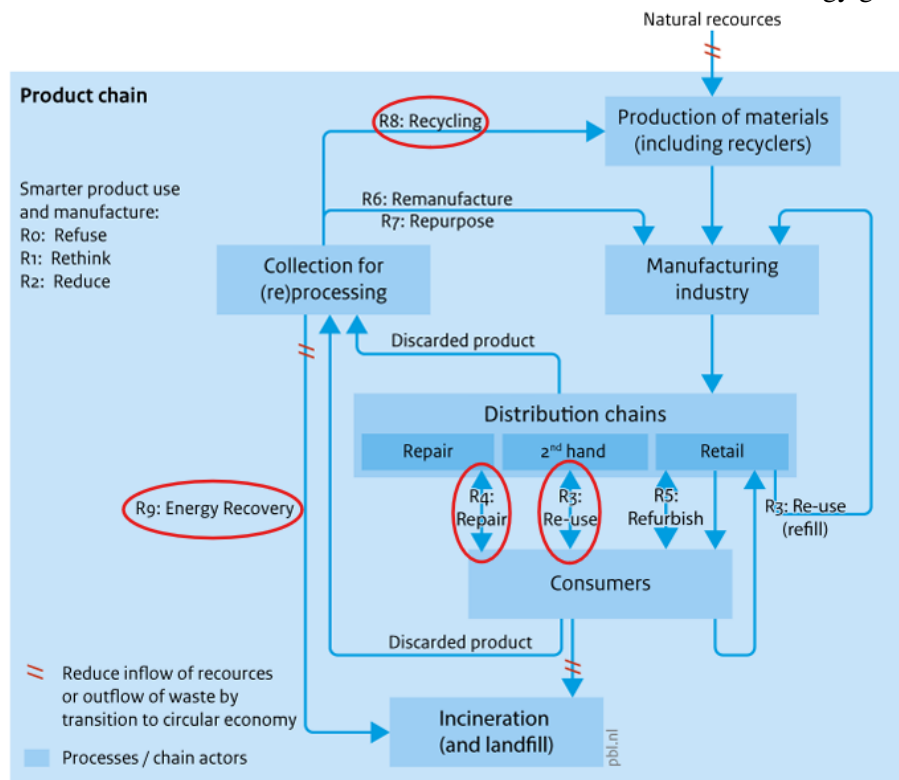 Natural recources
Product chain
R8: Recycling
Production of materials
(including recyclers)
Smarter product use
and manufacture:
R0: Refuse
R1: Rethink
R2: Reduce
R6: Remanufacture
R7: Repurpose
Collection for
(re)processing
Manufacturing
industry
Discarded product
Distribution chains
Repair
2nd hand
Retail
R9: Energy Recovery
R4:
Repair
R3:
Re-use
R5:
Refurbish
R3: Re-use
(refill)
Consumers
Discarded product
Reduce inflow of recources
or outflow of waste by
transition to circular economy
Processes / chain actors
Incineration
(and landfill)
pbl.nl